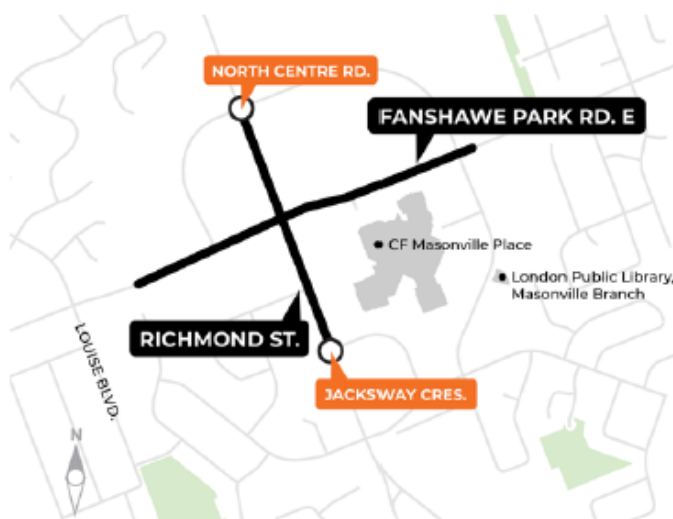 NORTH CENTRE RD.
FANSHAWE PARK RD. E
CF Masonville Place
London Public Library,
Masonville Branch
RICHMOND ST.
LOUISE BLVD.
JACKSWAY CRES.
N